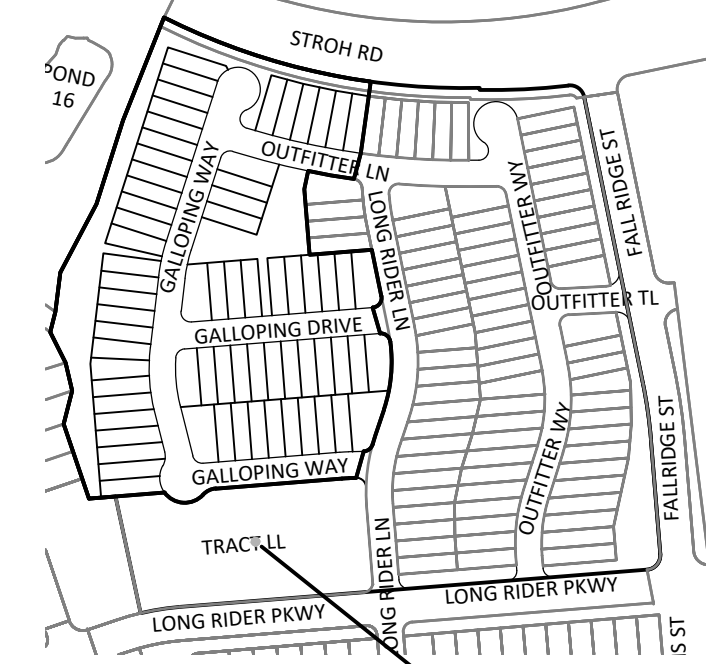 STROH RD
POND
16
OUTFITTER LN
GALLOPING WAY
LONG RIDER LN
OUTFITTER WY
FALL RIDGE ST
OUTFITTER TL
GALLOPING DRIVE
GALLOPING WAY
OUTFITTER WY
FALLRIDGE ST
TRACT LL
LONG RIDER LN
LONG RIDER PKWY
LONG RIDER PKWY
S ST